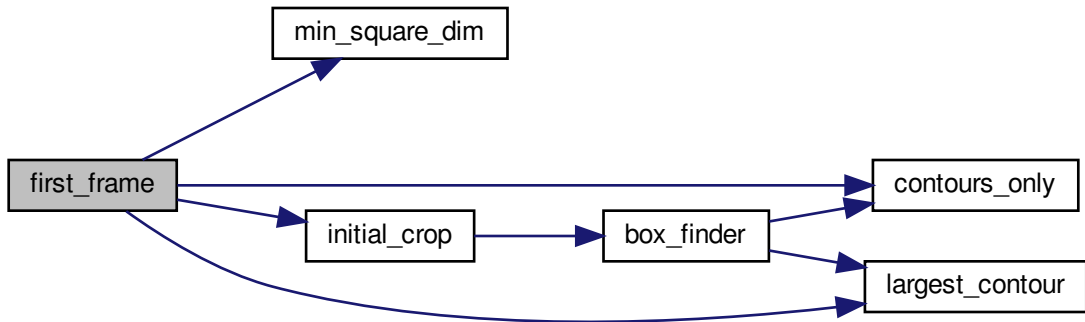 min_square_dim
first_frame
contours_only
initial_crop
box_finder
largest_contour